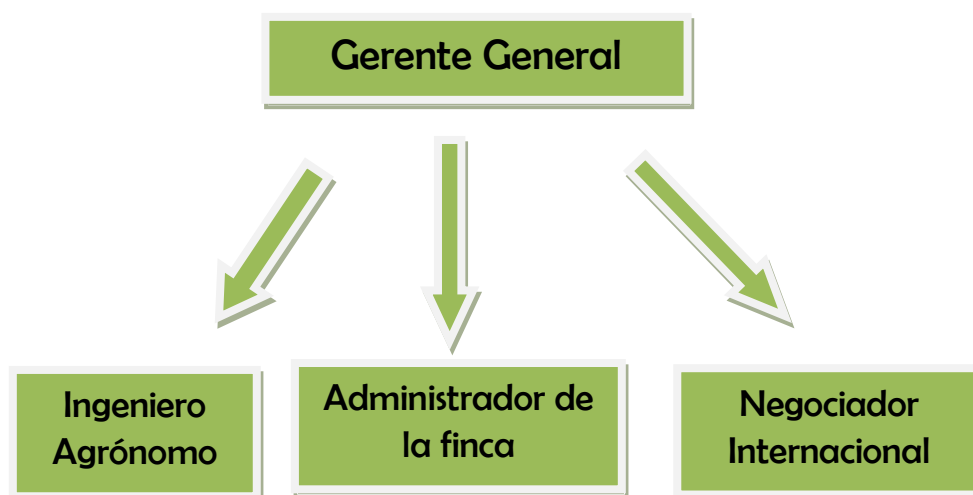 Gerente General
Ingeniero
Agrónomo
Administrador de
la finca
Negociador
Internacional